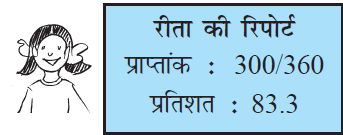 रीता की रिपोर्ट
प्राप्तांक : 300/360
प्रतिशत : 83.3